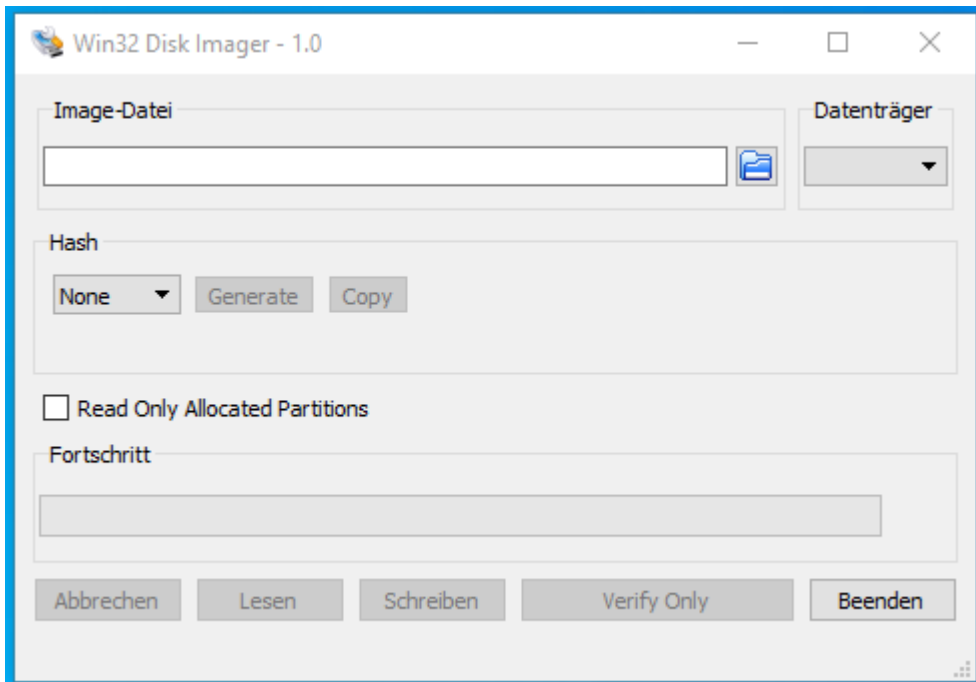 Win32 Disk Imager - 1.0
Image-Datei
Datenträger
Hash
None
Generate
Copy
Read Only Allocated Partitions
Fortschritt
Abbrechen
Lesen
Schreiben
Verify Only
Beenden